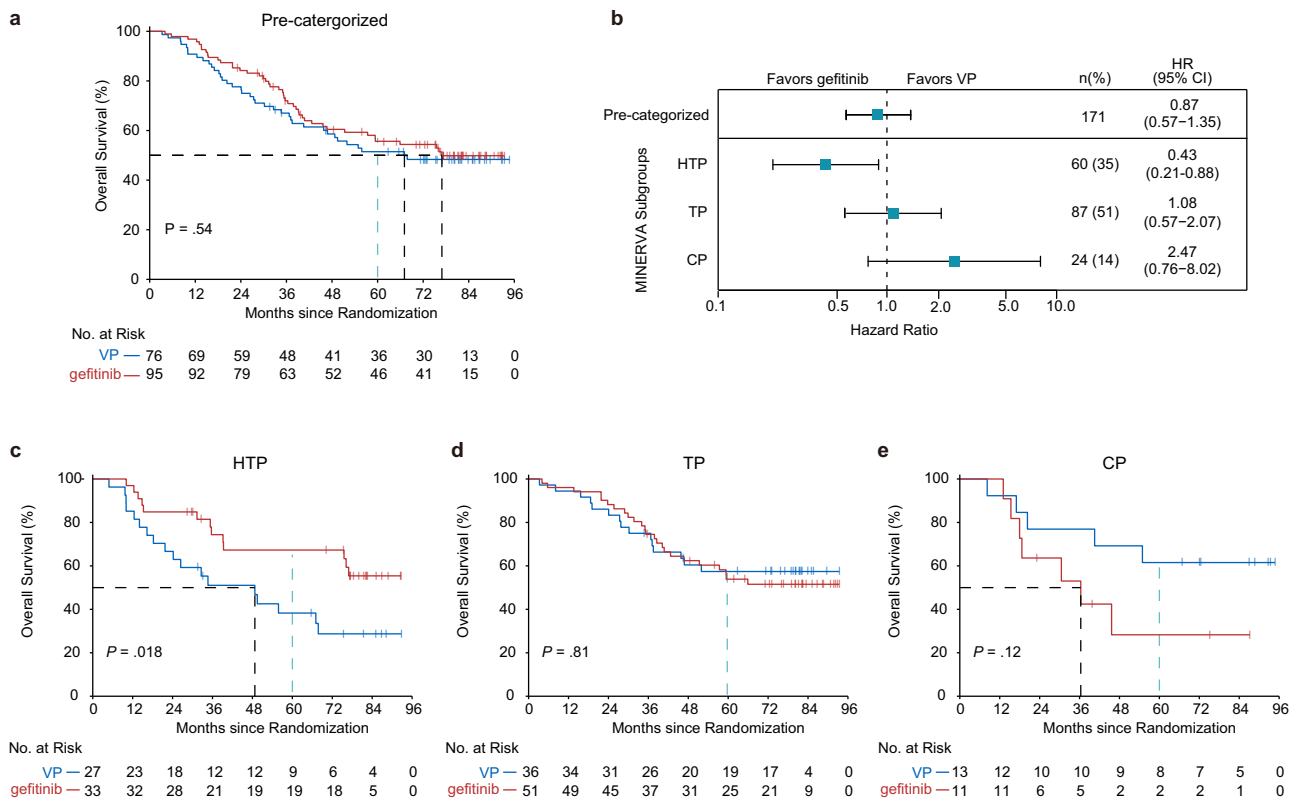 a
Pre-catergorized
Overall Survival (%)
100
80
60
40
20
0
P = .54
0 12 24 36 48 60 72 84 96
Months since Randomization
No. at Risk
VP 76 69 59 48 41 36 30 13 0
gefitinib 95 92 79 63 52 46 41 15 0
b
Favors gefitinib Favors VP n(%) HR
(95% CI)
Pre-categorized 171 0.87
(0.57–1.35)
MINERVA Subgroups
HTP 60 (35) 0.43
(0.21-0.88)
TP 87 (51) 1.08
(0.57–2.07)
CP 24 (14) 2.47
(0.76–8.02)
0.1 0.5 1.0 2.0 5.0 10.0
Hazard Ratio
c
HTP
Overall Survival (%)
100
80
60
40
20
0
P = .018
0 12 24 36 48 60 72 84 96
Months since Randomization
No. at Risk
VP 27 23 18 12 12 9 6 4 0
gefitinib 33 32 28 21 19 19 18 5 0
d
TP
Overall Survival (%)
100
80
60
40
20
0
P = .81
0 12 24 36 48 60 72 84 96
Months since Randomization
No. at Risk
VP 36 34 31 26 20 19 17 4 0
gefitinib 51 49 45 37 31 25 21 9 0
e
CP
Overall Survival (%)
100
80
60
40
20
0
P = .12
0 12 24 36 48 60 72 84 96
Months since Randomization
No. at Risk
VP 13 12 10 10 9 8 7 5 0
gefitinib 11 11 6 5 2 2 2 1 0